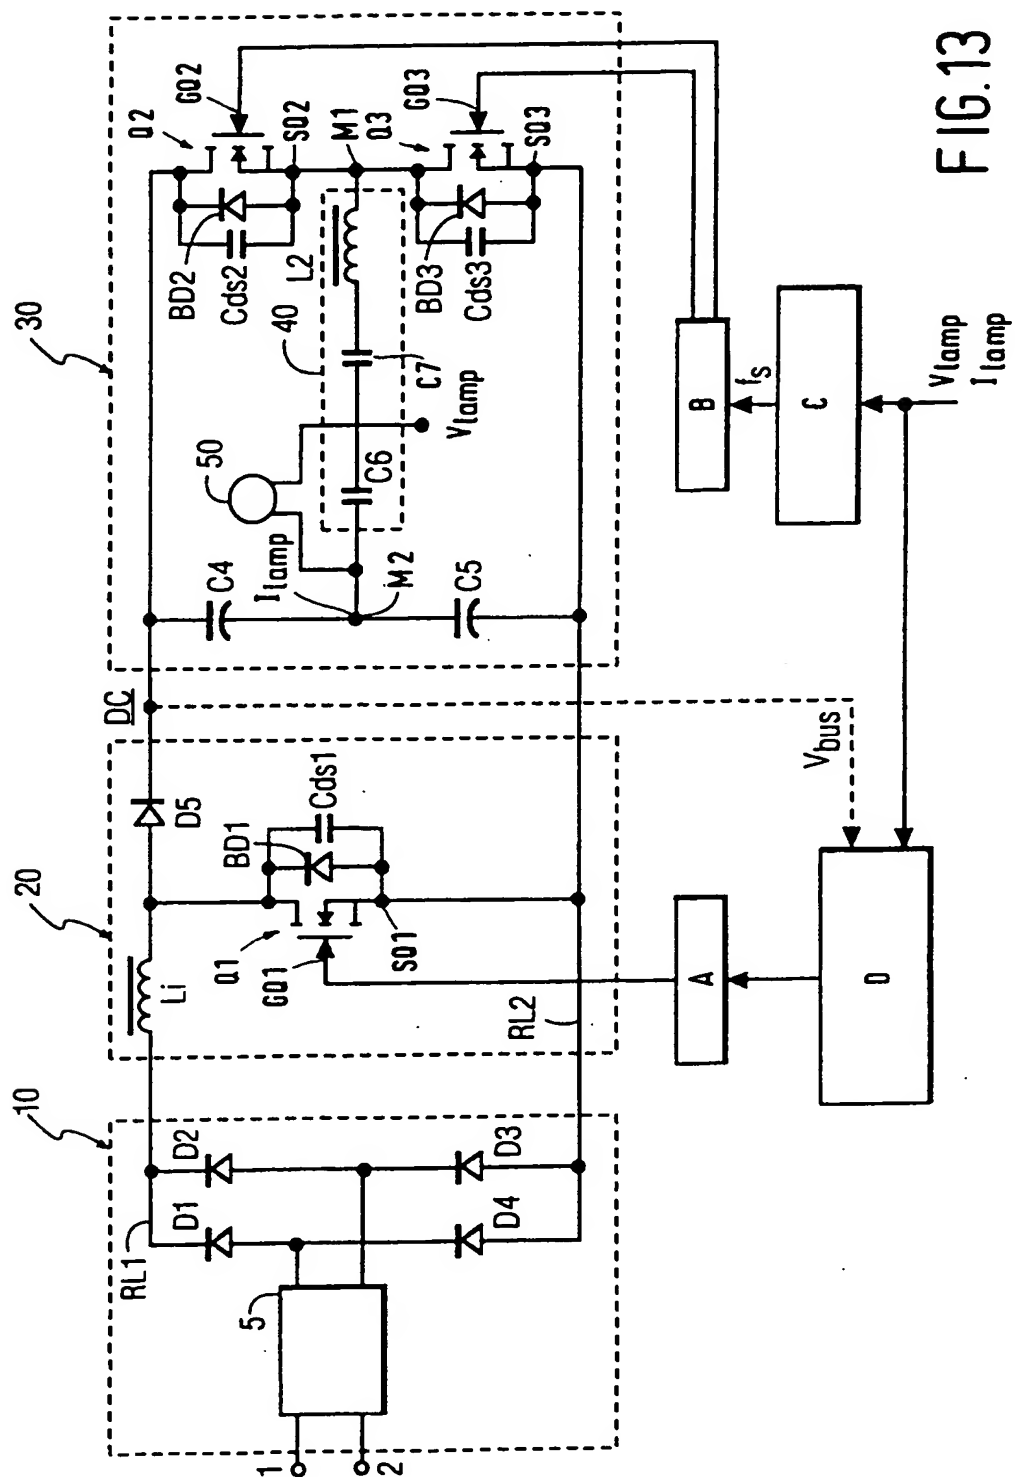 10
20
30
RL1
D1
D2
D4
D3
5
1
2
Li
D5
Q1
GQ1
SQ1
BD1
Cds1
RL2
DC
C4
C5
Ilamp
M2
50
C6
Vlamp
40
C7
L2
BD2
Cds2
Q2
GQ2
SQ2
M1
Q3
BD3
Cds3
GQ3
SQ3
Vbus
A
D
B
fs
C
Vlamp
Ilamp
FIG.13